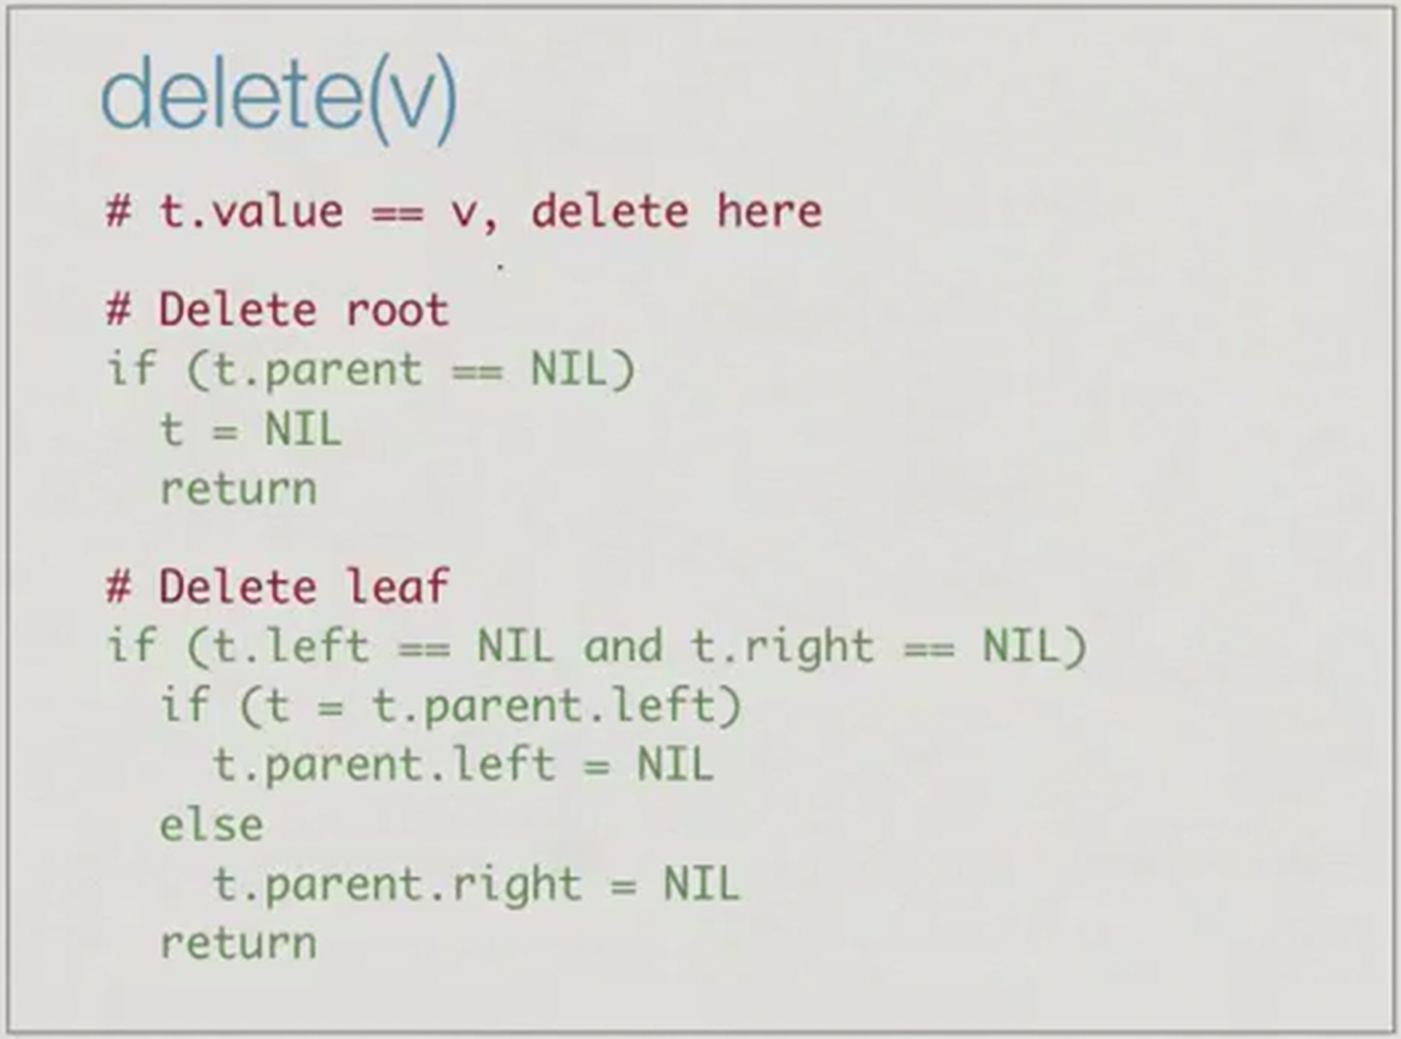 delete(v)
# t.value == v, delete here
# Delete root
if (t.parent == NIL)
  t = NIL
  return
# Delete leaf
if (t.left == NIL and t.right == NIL)
  if (t = t.parent.left)
    t.parent.left = NIL
  else
    t.parent.right = NIL
  return